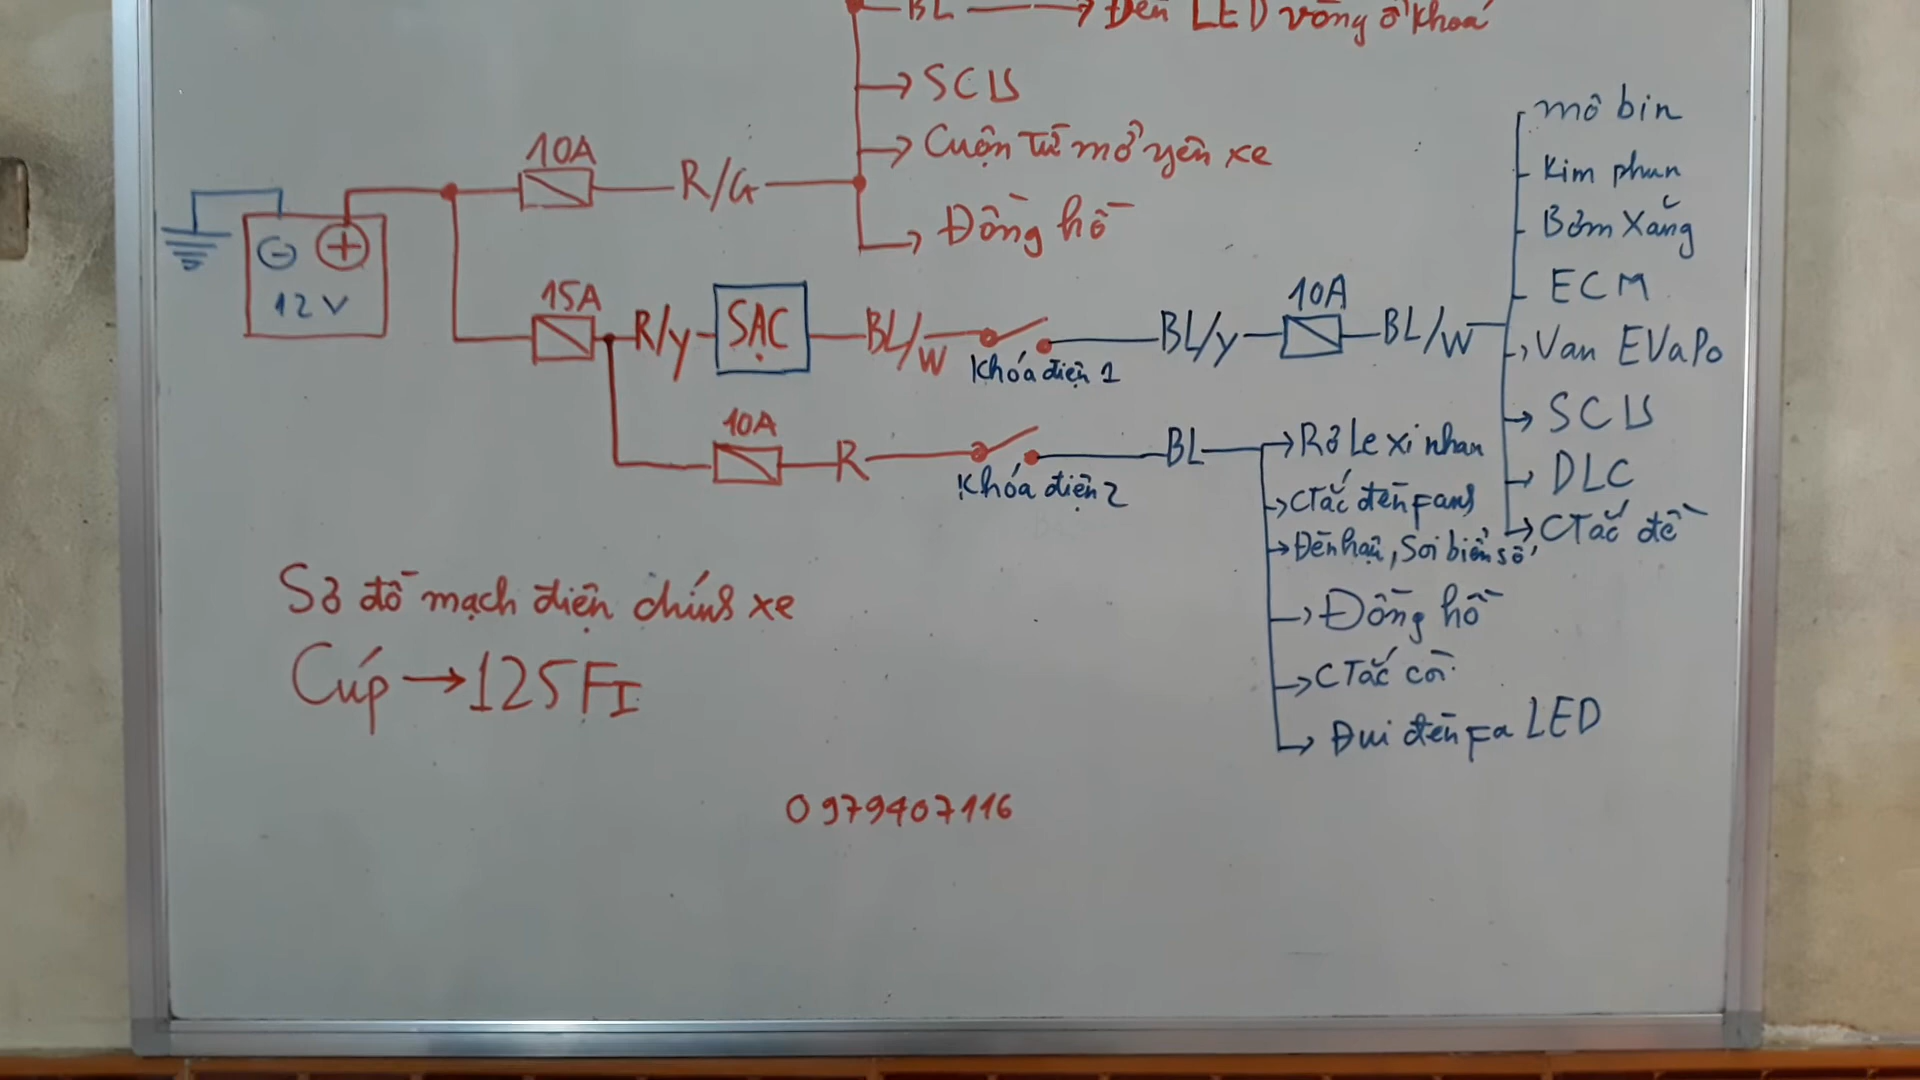 BL → Đèn LED vòng ổ khoá
→ SCU
→ Cuộn từ mở yên xe
→ Đồng hồ
10A
R/G
⊖ ⊕
12V
15A
R/y
SẠC
BL/W
Khóa điện 1
BL/y
10A
BL/W
mô bin
Kim phun
Bơm Xăng
ECM
→ Van EVaPo
→ SCU
→ DLC
→ CTắc đề
10A
R
Khóa điện 2
BL
→ Rơ Le xi nhan
→ CTắc đèn Fa
→ Đèn hậu, Soi biển số
→ Đồng hồ
→ CTắc còi
→ Đui đèn Fa LED
Sơ đồ mạch điện chính xe
Cúp → 125 FI
0979407116